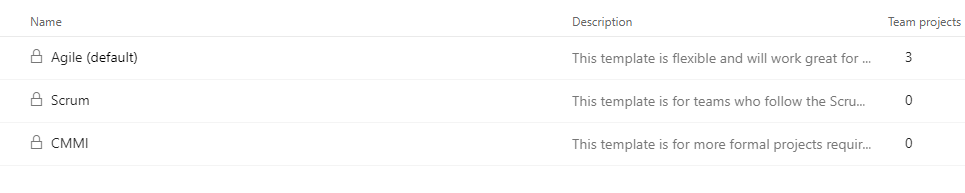 Name Description Team projects
Agile (default) This template is flexible and will work great for ... 3
Scrum This template is for teams who follow the Scru... 0
CMMI This template is for more formal projects requir... 0